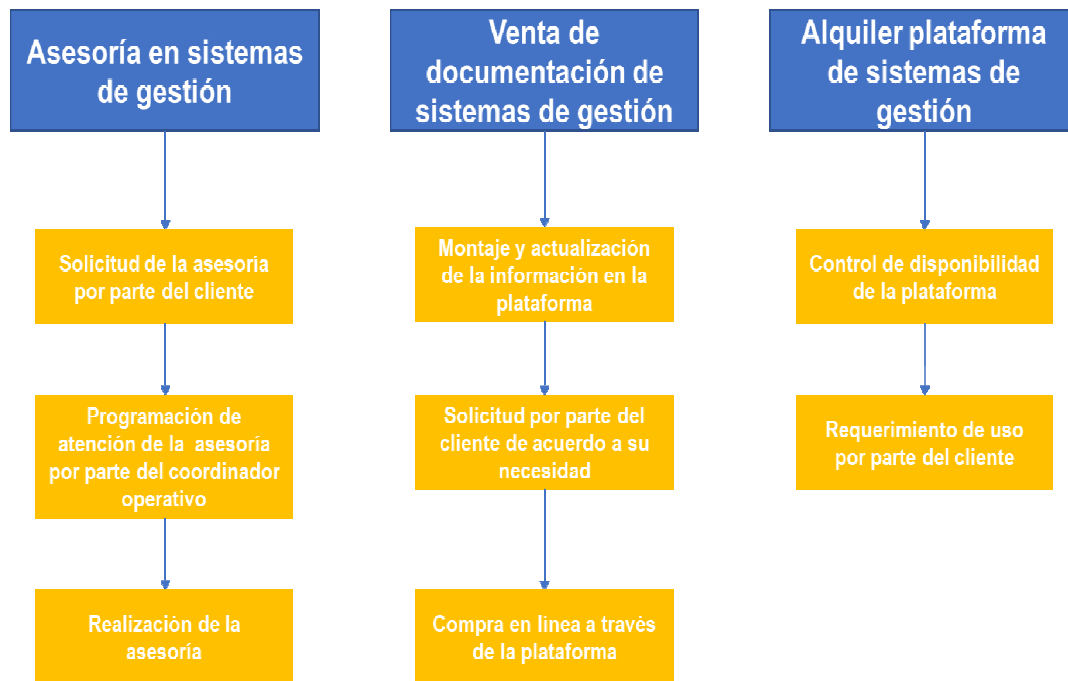 Asesoría en sistemas
de gestión
Venta de
documentación de
sistemas de gestión
Alquiler plataforma
de sistemas de
gestión
Solicitud de la asesoría
por parte del cliente
Montaje y actualización
de la información en la
plataforma
Control de disponibilidad
de la plataforma
Programación de
atención de la asesoría
por parte del coordinador
operativo
Solicitud por parte del
cliente de acuerdo a su
necesidad
Requerimiento de uso
por parte del cliente
Realización de la
asesoría
Compra en línea a través
de la plataforma